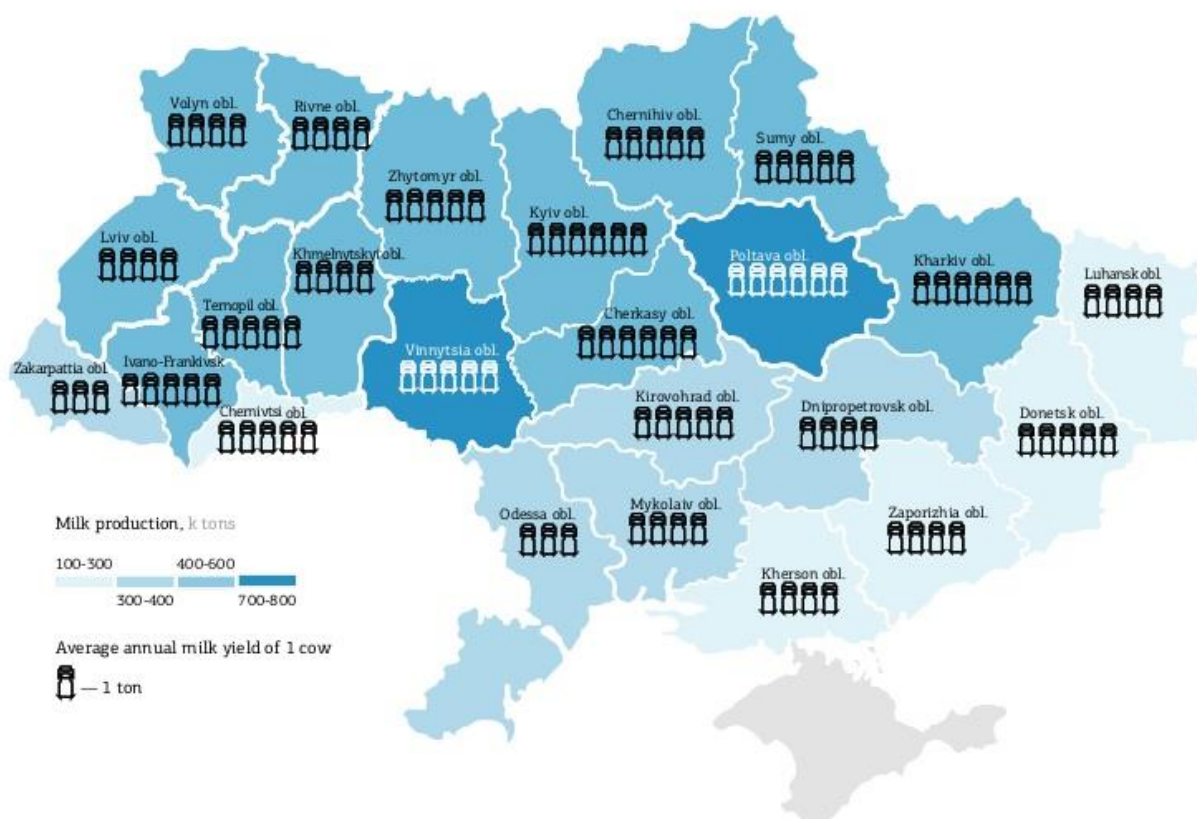 Volyn obl.
Rivne obl.
Chernihiv obl.
Sumy obl.
Zhytomyr obl.
Kyiv obl.
Lviv obl.
Khmelnytskyi obl.
Poltava obl.
Kharkiv obl.
Luhansk obl.
Ternopil obl.
Cherkasy obl.
Vinnytsia obl.
Zakarpattia obl.
Ivano-Frankivsk
Chernivtsi obl.
Kirovohrad obl.
Dnipropetrovsk obl.
Donetsk obl.
Odessa obl.
Mykolaiv obl.
Zaporizhia obl.
Kherson obl.
Milk production, k tons
100-300
400-600
300-400
700-800
Average annual milk yield of 1 cow
— 1 ton